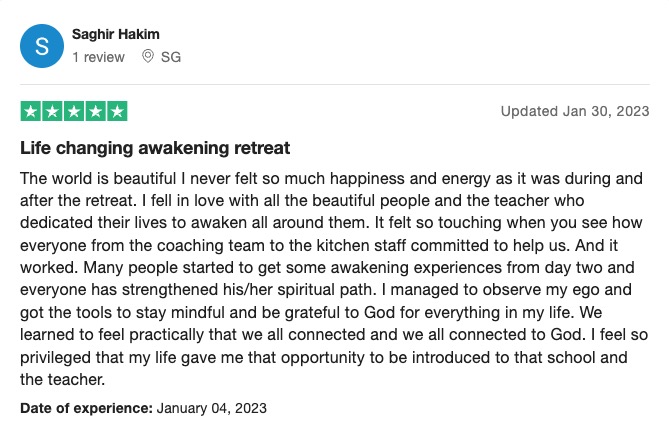 S
Saghir Hakim
1 review SG
Updated Jan 30, 2023
Life changing awakening retreat
The world is beautiful I never felt so much happiness and energy as it was during and
after the retreat. I fell in love with all the beautiful people and the teacher who
dedicated their lives to awaken all around them. It felt so touching when you see how
everyone from the coaching team to the kitchen staff committed to help us. And it
worked. Many people started to get some awakening experiences from day two and
everyone has strengthened his/her spiritual path. I managed to observe my ego and
got the tools to stay mindful and be grateful to God for everything in my life. We
learned to feel practically that we all connected and we all connected to God. I feel so
privileged that my life gave me that opportunity to be introduced to that school and
the teacher.
Date of experience: January 04, 2023